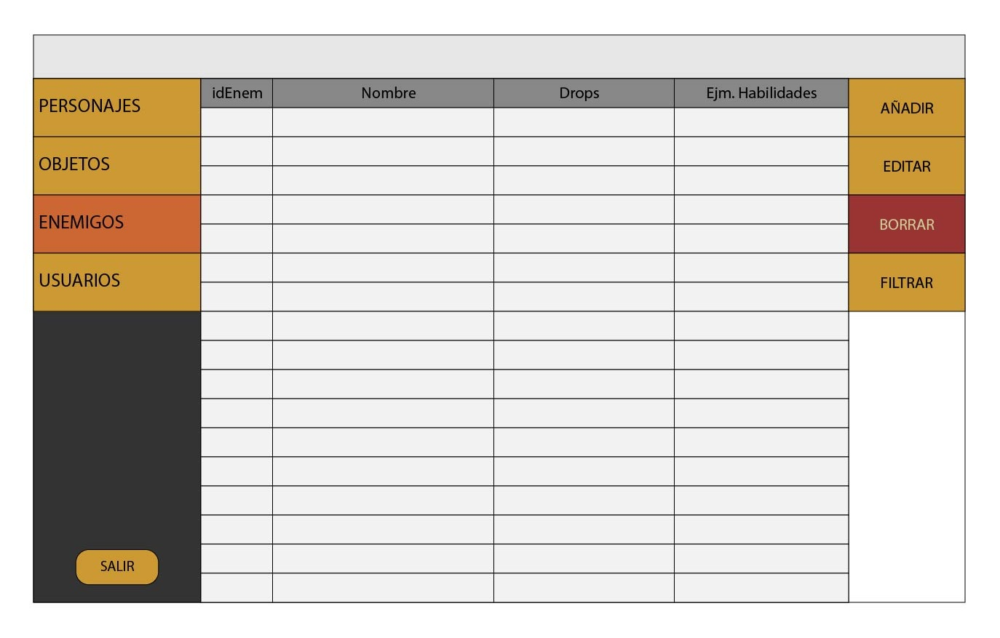 PERSONAJES
OBJETOS
ENEMIGOS
USUARIOS
SALIR
idEnem
Nombre
Drops
Ejm. Habilidades
AÑADIR
EDITAR
BORRAR
FILTRAR